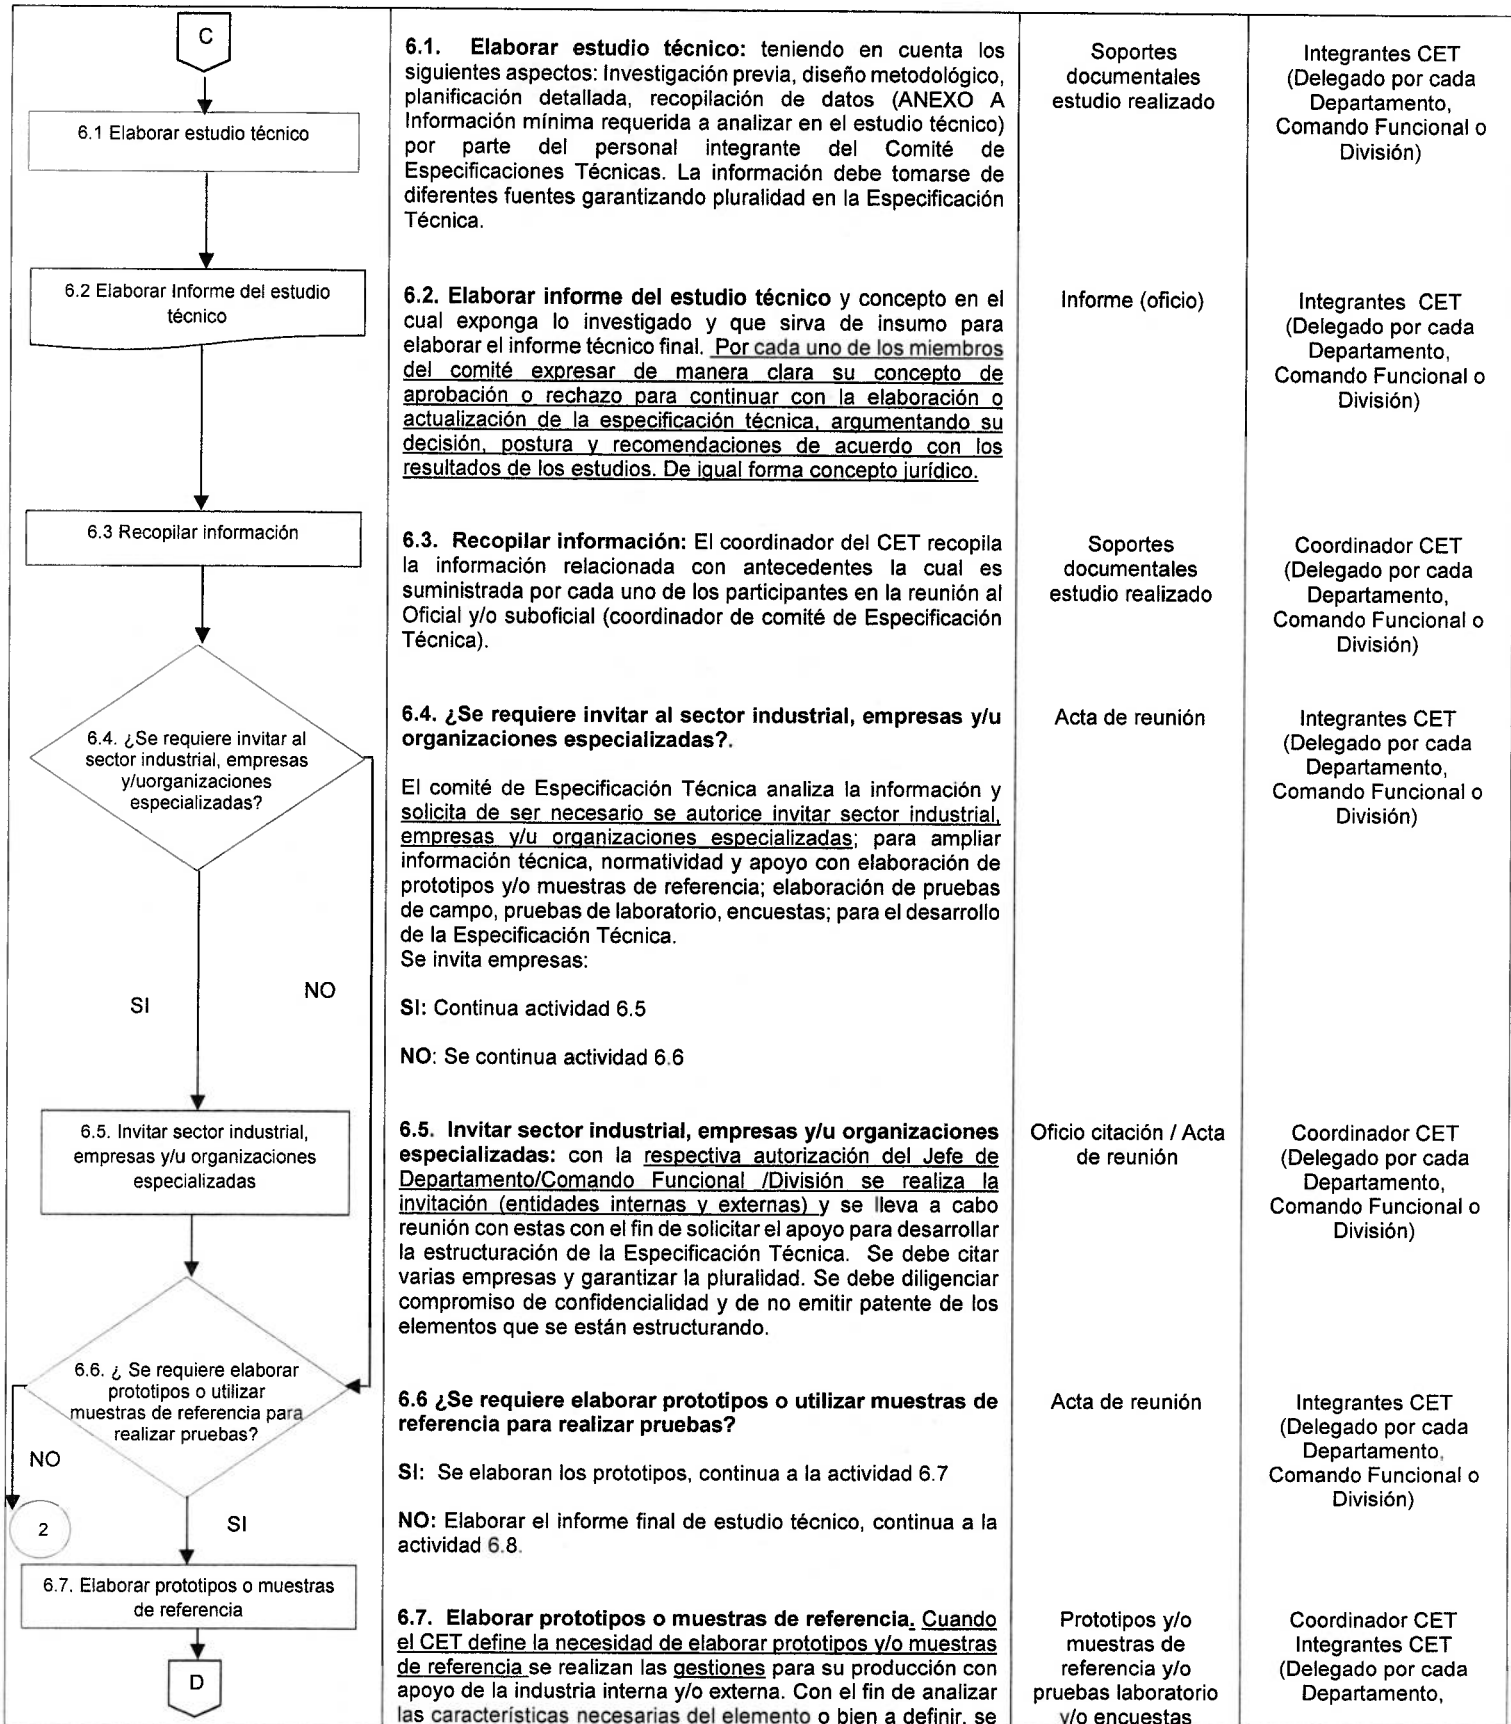 C
6.1 Elaborar estudio técnico
6.2 Elaborar Informe del estudio
técnico
6.3 Recopilar información
6.4. ¿Se requiere invitar al
sector industrial, empresas
y/uorganizaciones
especializadas?
SI
NO
6.5. Invitar sector industrial,
empresas y/u organizaciones
especializadas
6.6. ¿ Se requiere elaborar
prototipos o utilizar
muestras de referencia para
realizar pruebas?
NO
2
SI
6.7. Elaborar prototipos o muestras
de referencia
D
6.1. Elaborar estudio técnico: teniendo en cuenta los
siguientes aspectos: Investigación previa, diseño metodológico,
planificación detallada, recopilación de datos (ANEXO A
Información mínima requerida a analizar en el estudio técnico)
por parte del personal integrante del Comité de
Especificaciones Técnicas. La información debe tomarse de
diferentes fuentes garantizando pluralidad en la Especificación
Técnica.
Soportes
documentales
estudio realizado
Integrantes CET
(Delegado por cada
Departamento,
Comando Funcional o
División)
6.2. Elaborar informe del estudio técnico y concepto en el
cual exponga lo investigado y que sirva de insumo para
elaborar el informe técnico final. Por cada uno de los miembros
del comité expresar de manera clara su concepto de
aprobación o rechazo para continuar con la elaboración o
actualización de la especificación técnica, argumentando su
decisión, postura y recomendaciones de acuerdo con los
resultados de los estudios. De igual forma concepto jurídico.
Informe (oficio)
Integrantes CET
(Delegado por cada
Departamento,
Comando Funcional o
División)
6.3. Recopilar información: El coordinador del CET recopila
la información relacionada con antecedentes la cual es
suministrada por cada uno de los participantes en la reunión al
Oficial y/o suboficial (coordinador de comité de Especificación
Técnica).
Soportes
documentales
estudio realizado
Coordinador CET
(Delegado por cada
Departamento,
Comando Funcional o
División)
6.4. ¿Se requiere invitar al sector industrial, empresas y/u
organizaciones especializadas?.
El comité de Especificación Técnica analiza la información y
solicita de ser necesario se autorice invitar sector industrial,
empresas y/u organizaciones especializadas; para ampliar
información técnica, normatividad y apoyo con elaboración de
prototipos y/o muestras de referencia; elaboración de pruebas
de campo, pruebas de laboratorio, encuestas; para el desarrollo
de la Especificación Técnica.
Se invita empresas:
SI: Continua actividad 6.5
NO: Se continua actividad 6.6
Acta de reunión
Integrantes CET
(Delegado por cada
Departamento,
Comando Funcional o
División)
6.5. Invitar sector industrial, empresas y/u organizaciones
especializadas: con la respectiva autorización del Jefe de
Departamento/Comando Funcional /División se realiza la
invitación (entidades internas y externas) y se lleva a cabo
reunión con estas con el fin de solicitar el apoyo para desarrollar
la estructuración de la Especificación Técnica. Se debe citar
varias empresas y garantizar la pluralidad. Se debe diligenciar
compromiso de confidencialidad y de no emitir patente de los
elementos que se están estructurando.
Oficio citación / Acta
de reunión
Coordinador CET
(Delegado por cada
Departamento,
Comando Funcional o
División)
6.6 ¿Se requiere elaborar prototipos o utilizar muestras de
referencia para realizar pruebas?
SI: Se elaboran los prototipos, continua a la actividad 6.7
NO: Elaborar el informe final de estudio técnico, continua a la
actividad 6.8.
Acta de reunión
Integrantes CET
(Delegado por cada
Departamento,
Comando Funcional o
División)
6.7. Elaborar prototipos o muestras de referencia. Cuando
el CET define la necesidad de elaborar prototipos y/o muestras
de referencia se realizan las gestiones para su producción con
apoyo de la industria interna y/o externa. Con el fin de analizar
las características necesarias del elemento o bien a definir, se
Prototipos y/o
muestras de
referencia y/o
pruebas laboratorio
y/o encuestas
Coordinador CET
Integrantes CET
(Delegado por cada
Departamento,